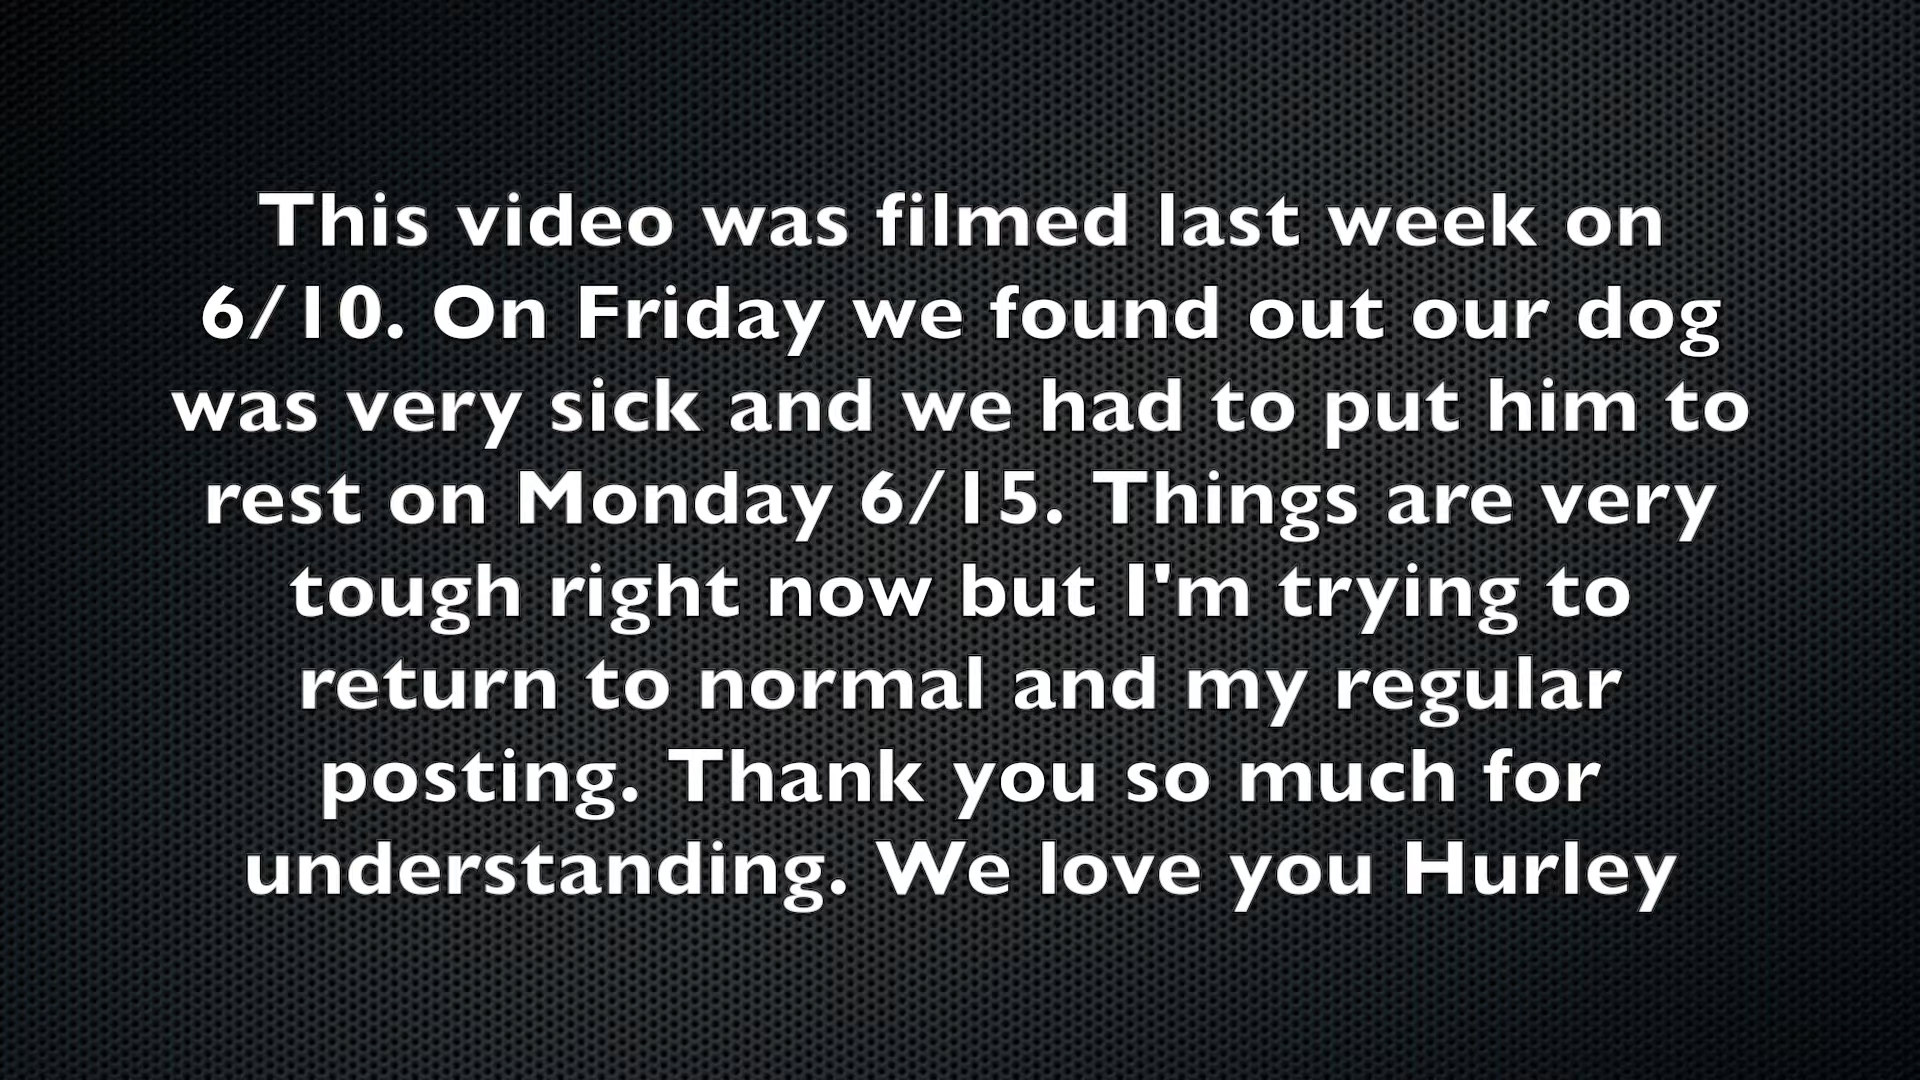 This video was filmed last week on
6/10. On Friday we found out our dog
was very sick and we had to put him to
rest on Monday 6/15. Things are very
tough right now but I'm trying to
return to normal and my regular
posting. Thank you so much for
understanding. We love you Hurley